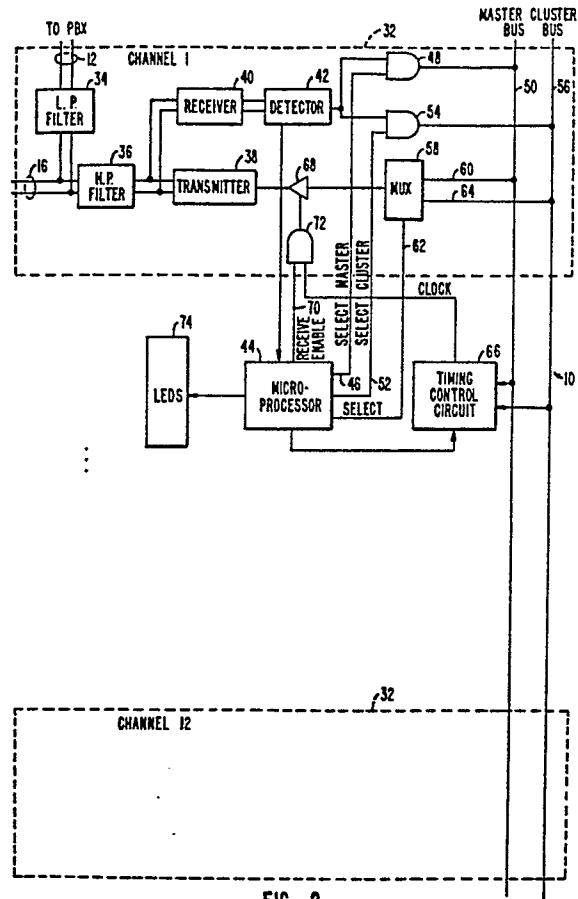 TO PBX
MASTER CLUSTER
BUS BUS
12
CHANNEL 1
32
34
L.P.
FILTER
40
RECEIVER
42
DETECTOR
48
50
54
56
16
36
H.P.
FILTER
38
TRANSMITTER
68
58
MUX
60
64
62
72
SELECT MASTER
SELECT CLUSTER
CLOCK
70
RECEIVE
ENABLE
74
LEDS
44
MICRO-
PROCESSOR
46
52
SELECT
66
TIMING
CONTROL
CIRCUIT
10
32
CHANNEL 12